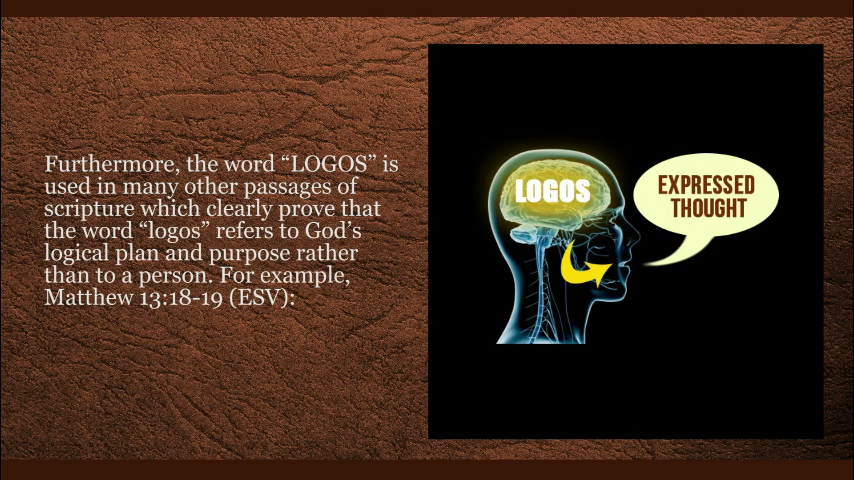 Furthermore, the word “LOGOS” is
used in many other passages of
scripture which clearly prove that
the word “logos” refers to God’s
logical plan and purpose rather
than to a person. For example,
Matthew 13:18-19 (ESV):
LOGOS
EXPRESSED
THOUGHT